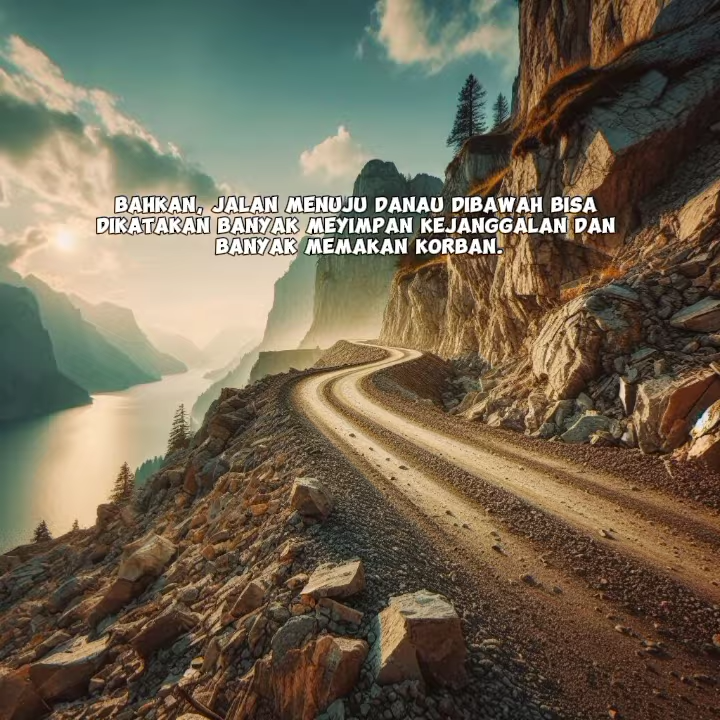 BAHKAN, JALAN MENUJU DANAU DIBAWAH BISA
DIKATAKAN BANYAK MEYIMPAN KEJANGGALAN DAN
BANYAK MEMAKAN KORBAN.